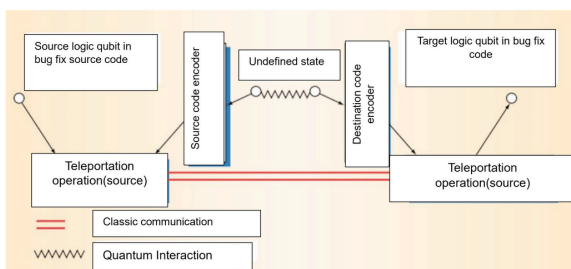 Source logic qubit in
bug fix source code
Source code encoder
Undefined state
Destination code
encoder
Target logic qubit in bug fix
code
Teleportation
operation(source)
Teleportation
operation(source)
Classic communication
Quantum Interaction